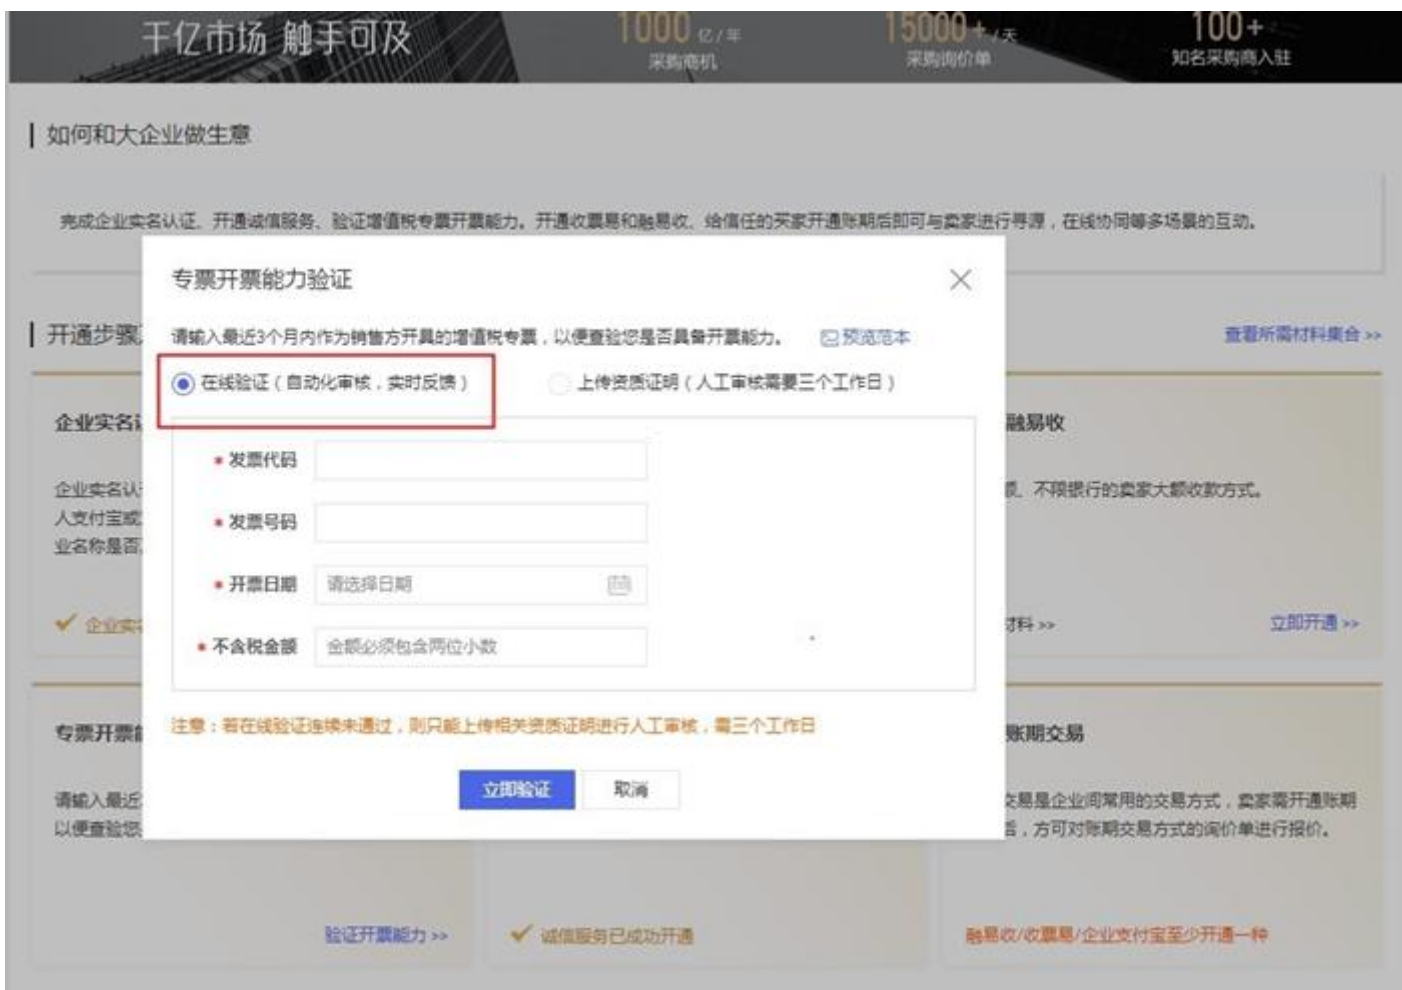 千亿市场 触手可及
1000 亿/年
采购商机
15000+/天
采购询价单
100+
知名采购商入驻
如何和大企业做生意
完成企业实名认证、开通诚信服务、验证增值税专票开票能力。开通收票易和融易收、给信任的买家开通账期后即可与卖家进行寻源，在线协同等多场景的互动。
专票开票能力验证
请输入最近3个月内作为销售方开具的增值税专票，以便查验您是否具备开票能力。 预览范本
在线验证（自动化审核，实时反馈） 上传资质证明（人工审核需要三个工作日）
* 发票代码
* 发票号码
* 开票日期 请选择日期
* 不含税金额 金额必须包含两位小数
注意：若在线验证连续未通过，则只能上传相关资质证明进行人工审核，需三个工作日
立即验证 取消
开通步骤
查看所需材料集合 >>
企业实名
企业实名认
人支付宝或
业名称是否
企业实
融易收
、不限银行的卖家大额收款方式。
材料 >> 立即开通 >>
专票开票
请输入最近
以便查验您
验证开票能力 >>
诚信服务已成功开通
账期交易
交易是企业间常用的交易方式，卖家需开通账期
后，方可对账期交易方式的询价单进行报价。
融易收/收票易/企业支付宝至少开通一种